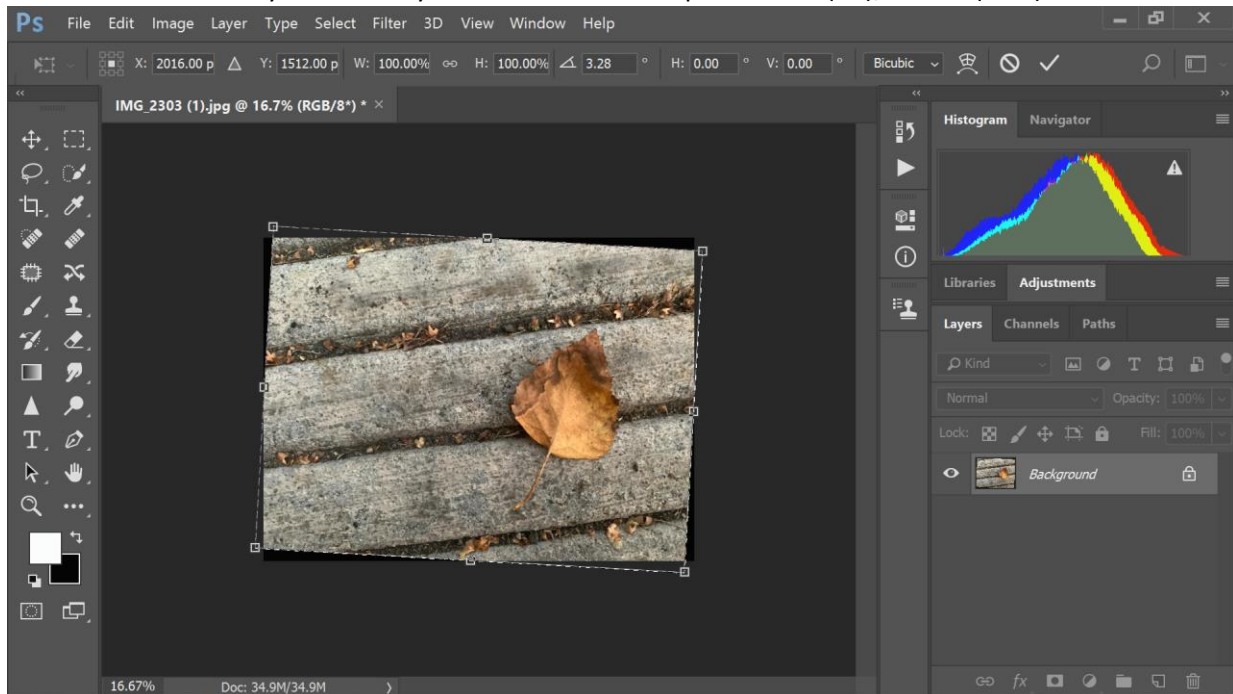 Ps File Edit Image Layer Type Select Filter 3D View Window Help
X: 2016.00 p Y: 1512.00 p W: 100.00% H: 100.00% 3.28 ° H: 0.00 ° V: 0.00 ° Bicubic
IMG_2303 (1).jpg @ 16.7% (RGB/8*) * ×
Histogram Navigator
Libraries Adjustments
Layers Channels Paths
Kind
Normal Opacity: 100%
Lock: Fill: 100%
Background
fx
16.67% Doc: 34.9M/34.9M